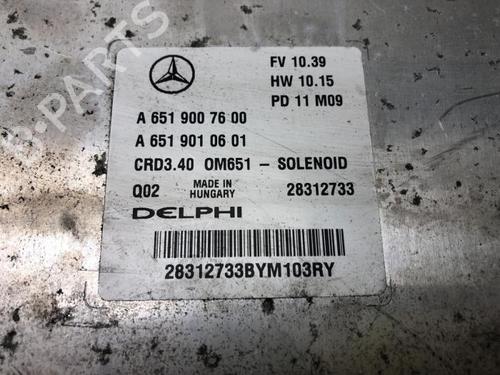 FV 10.39
HW 10.15
PD 11 M09
A 651 900 76 00
A 651 901 06 01
CRD3.40 OM651 - SOLENOID
Q02 MADE IN HUNGARY 28312733
DELPHI
28312733BYM103RY